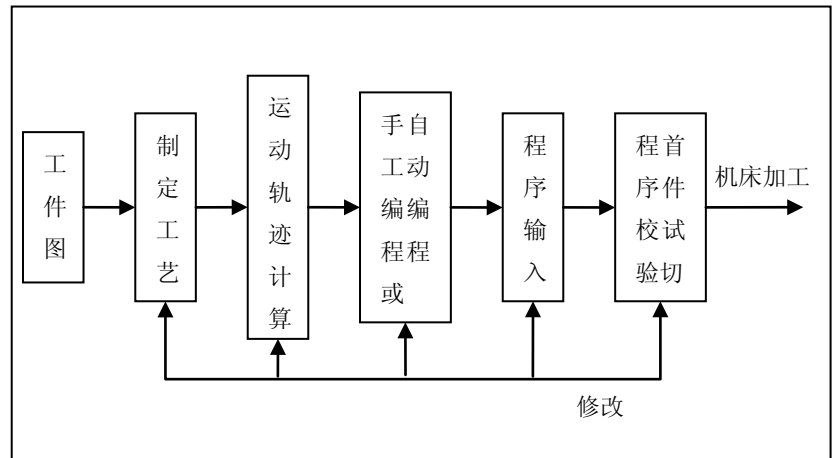 工件图
制定工艺
运动轨迹计算
手工编程或
自动编程
程序输入
程序校验
首件试切
机床加工
修改